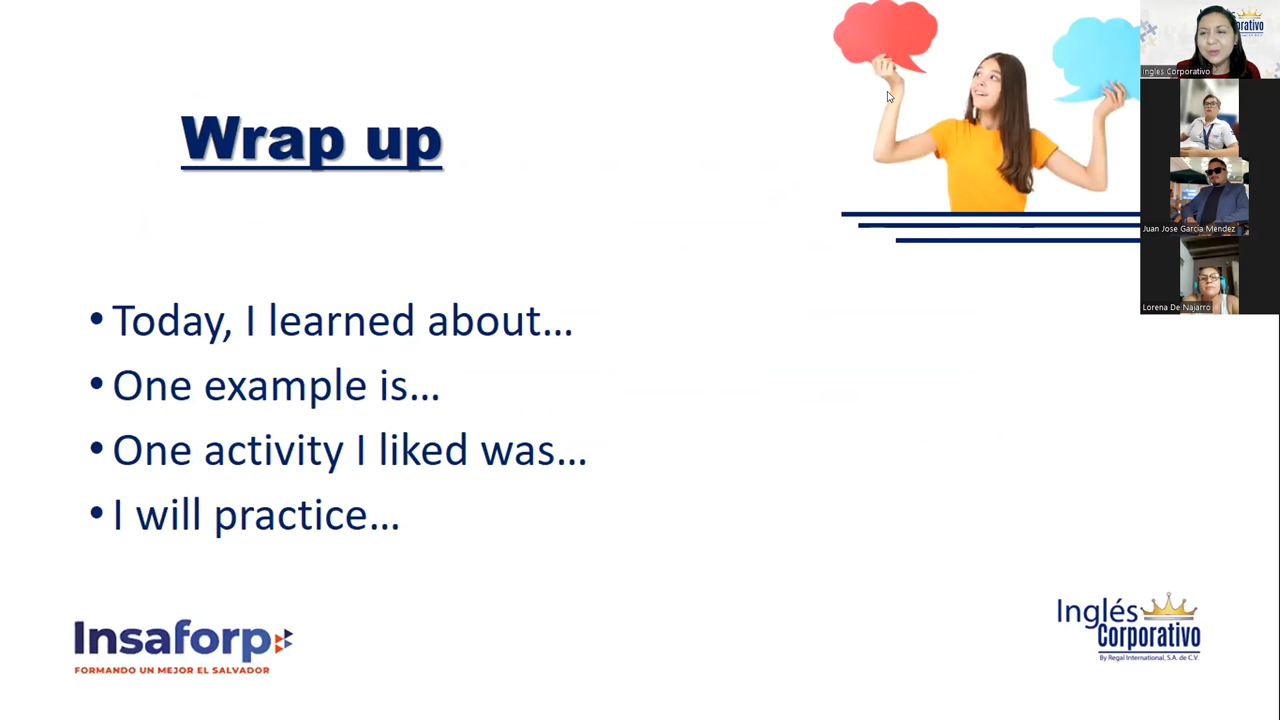 Wrap up
• Today, I learned about...
• One example is...
• One activity I liked was...
• I will practice...
Insaforp
FORMANDO UN MEJOR EL SALVADOR
Inglés
Corporativo
By Regal International, S.A. de C.V.
Ingles Corporativo
Juan Jose Garcia Mendez
Lorena De Najarro